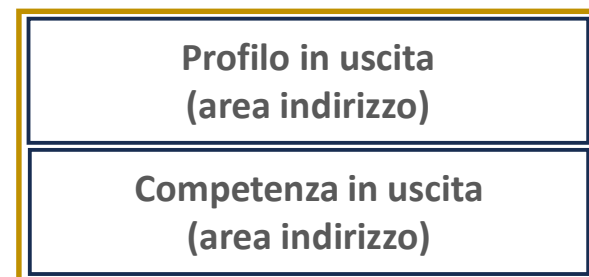 Profilo in uscita
(area indirizzo)
Competenza in uscita
(area indirizzo)